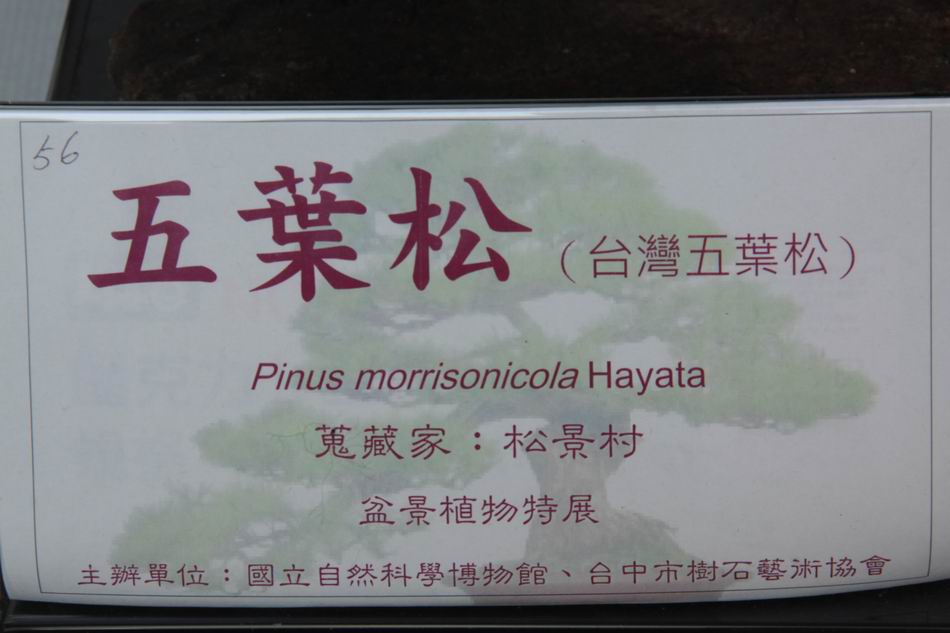 56
五葉松（台灣五葉松）
Pinus morrisonicola Hayata
蒐藏家：松景村
盆景植物特展
主辦單位：國立自然科學博物館、台中市樹石藝術協會